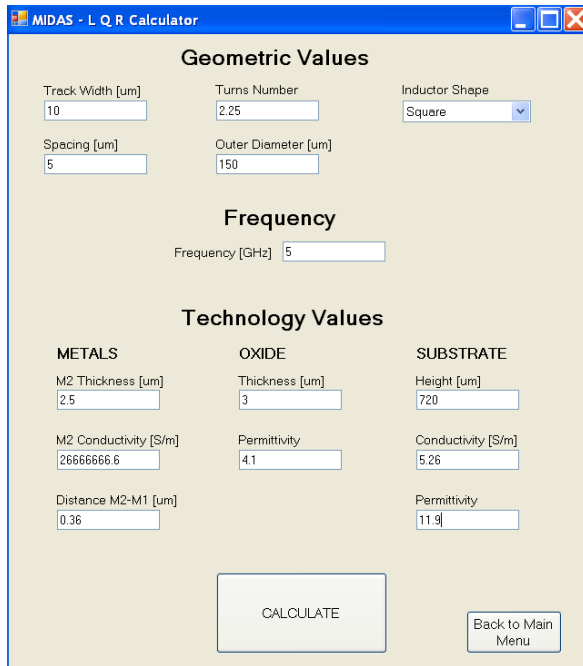 MIDAS - L Q R Calculator
Geometric Values
Track Width [um] Turns Number Inductor Shape
10 2.25 Square
Spacing [um] Outer Diameter [um]
5 150
Frequency
Frequency [GHz] 5
Technology Values
METALS OXIDE SUBSTRATE
M2 Thickness [um] Thickness [um] Height [um]
2.5 3 720
M2 Conductivity [S/m] Permittivity Conductivity [S/m]
26666666.6 4.1 5.26
Distance M2-M1 [um] Permittivity
0.36 11.9
CALCULATE
Back to Main
Menu